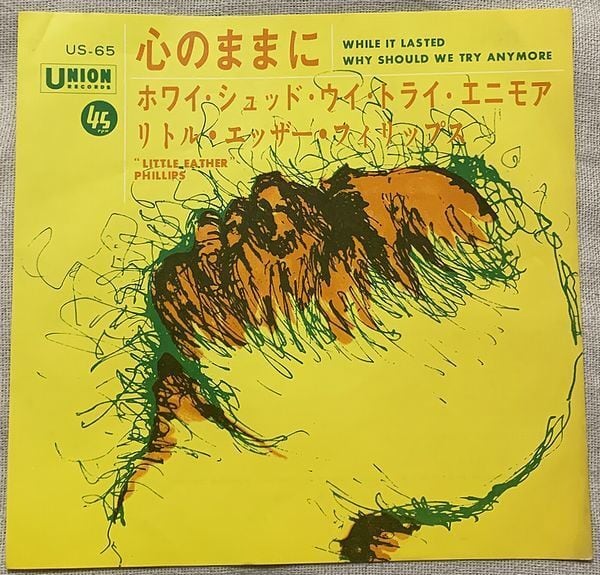 US-65
UNION
RECORDS
45
rpm
心のままに
WHILE IT LASTED
WHY SHOULD WE TRY ANYMORE
ホワイ・シュッド・ウイ・トライ・エニモア
リトル・エッザー・フィリップス
"LITTLE EATHER"
PHILLIPS